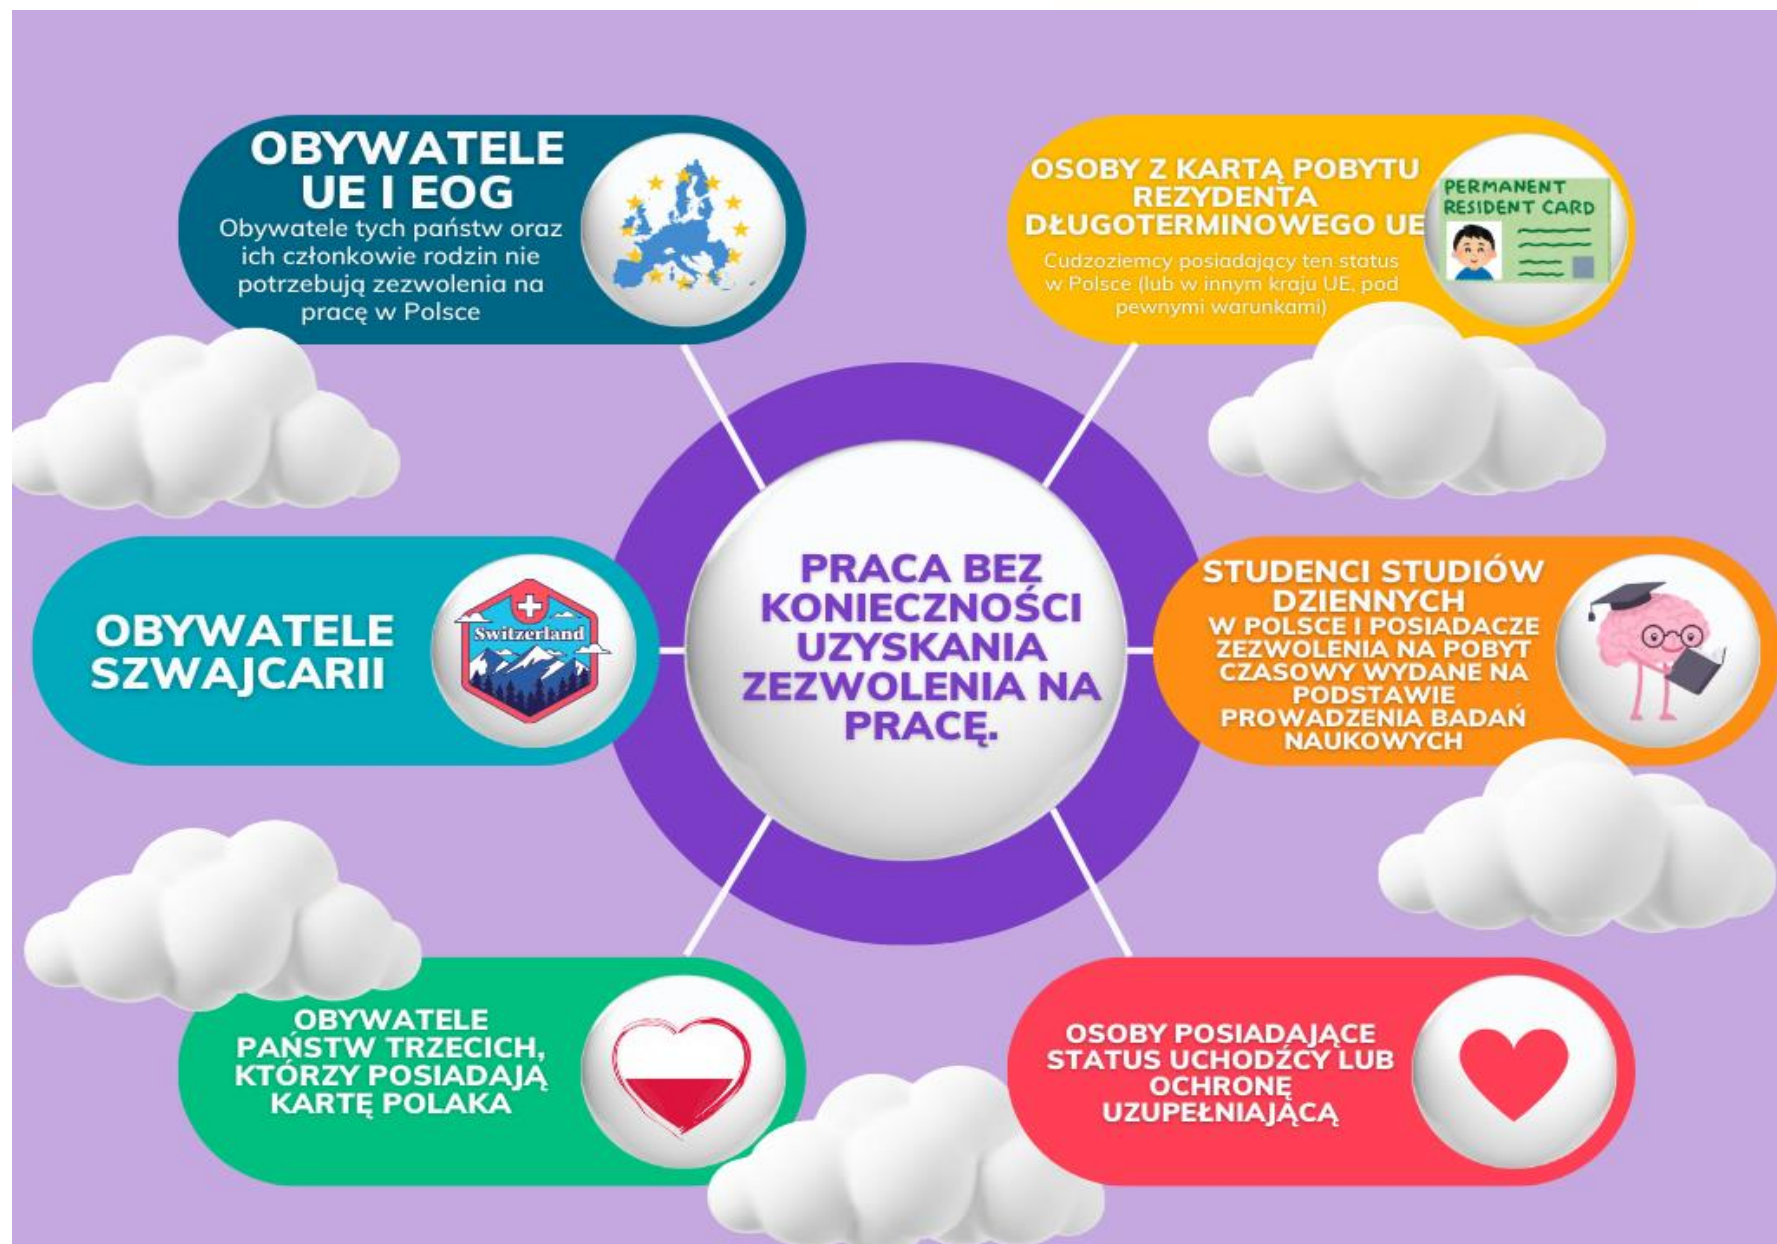 OBYWATELE
UE I EOG
Obywatele tych państw oraz
ich członkowie rodzin nie
potrzebują zezwolenia na
pracę w Polsce
OSOBY Z KARTĄ POBYTU
REZYDENTA
DŁUGOTERMINOWEGO UE
Cudzoziemcy posiadający ten status
w Polsce (lub w innym kraju UE, pod
pewnymi warunkami)
PERMANENT
RESIDENT CARD
OBYWATELE
SZWAJCARII
Switzerland
PRACA BEZ
KONIECZNOŚCI
UZYSKANIA
ZEZWOLENIA NA
PRACĘ.
STUDENCI STUDIÓW
DZIENNYCH
W POLSCE I POSIADACZE
ZEZWOLENIA NA POBYT
CZASOWY WYDANE NA
PODSTAWIE
PROWADZENIA BADAŃ
NAUKOWYCH
OBYWATELE
PAŃSTW TRZECICH,
KTÓRZY POSIADAJĄ
KARTĘ POLAKA
OSOBY POSIADAJĄCE
STATUS UCHODŹCY LUB
OCHRONĘ
UZUPEŁNIAJĄCĄ